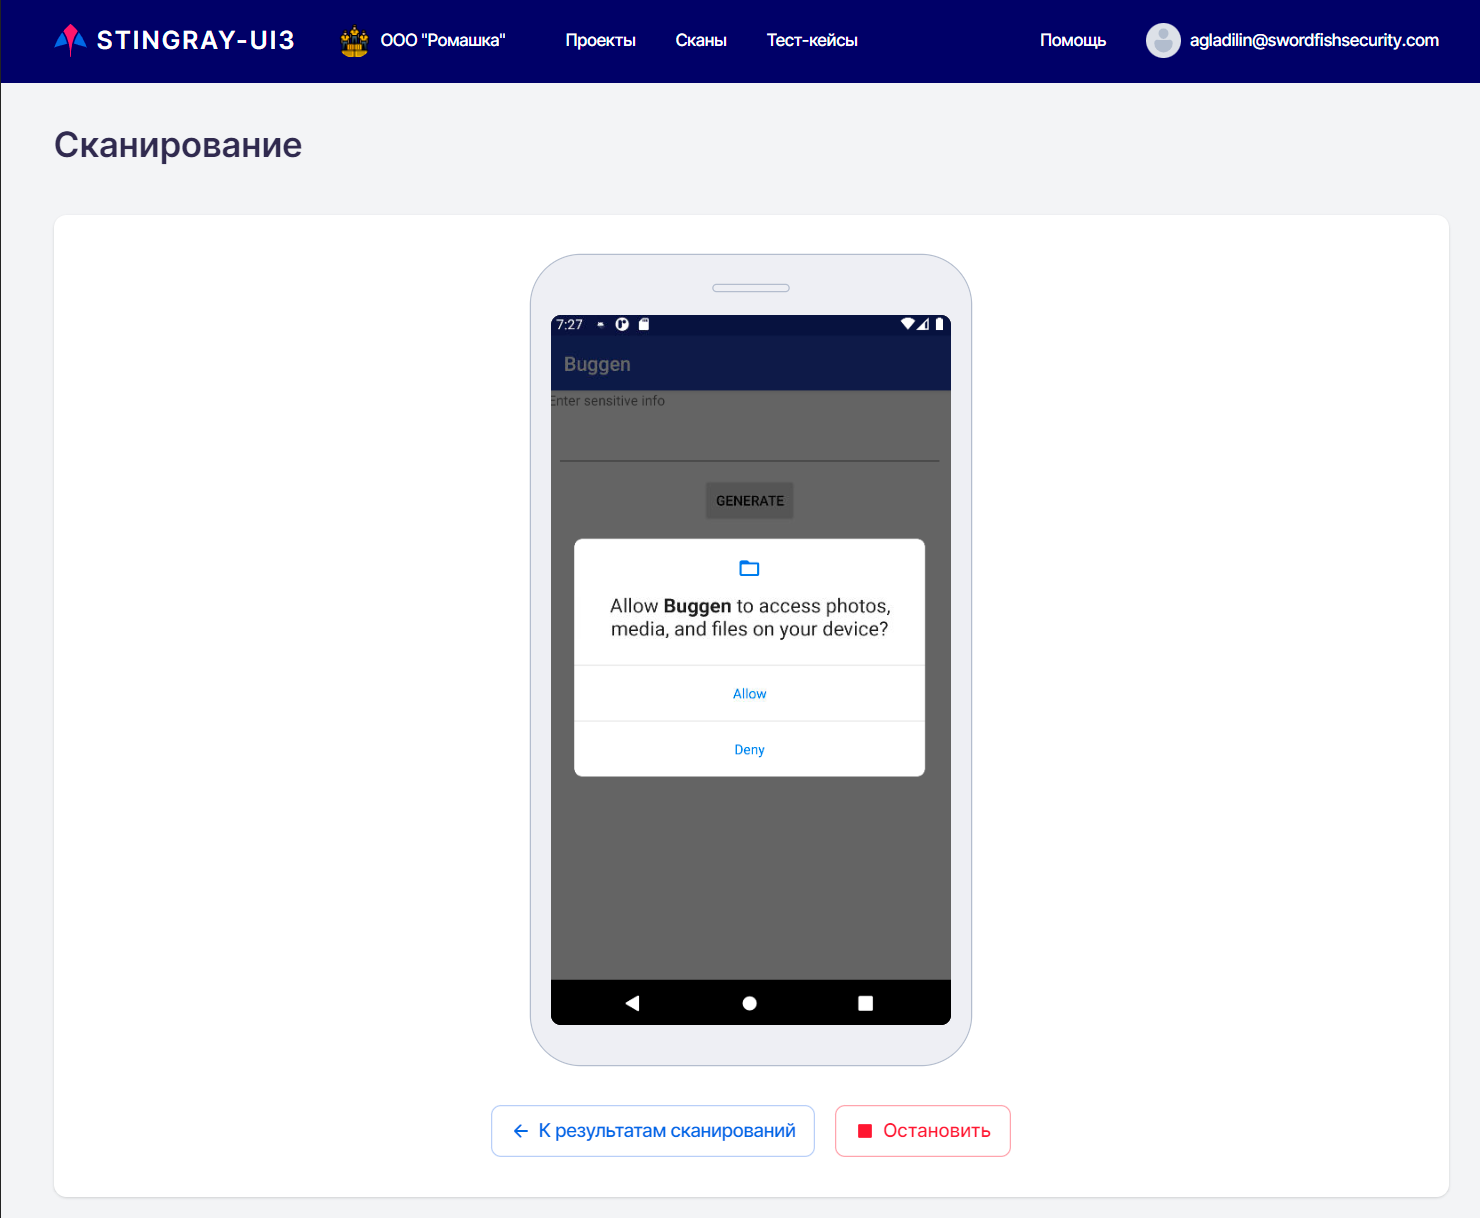 STINGRAY-UI3
ООО "Ромашка"
Проекты
Сканы
Тест-кейсы
Помощь
agladilin@swordfishsecurity.com
Сканирование
7:27
Buggen
Enter sensitive info
GENERATE
Allow Buggen to access photos,
media, and files on your device?
Allow
Deny
К результатам сканирований
Остановить